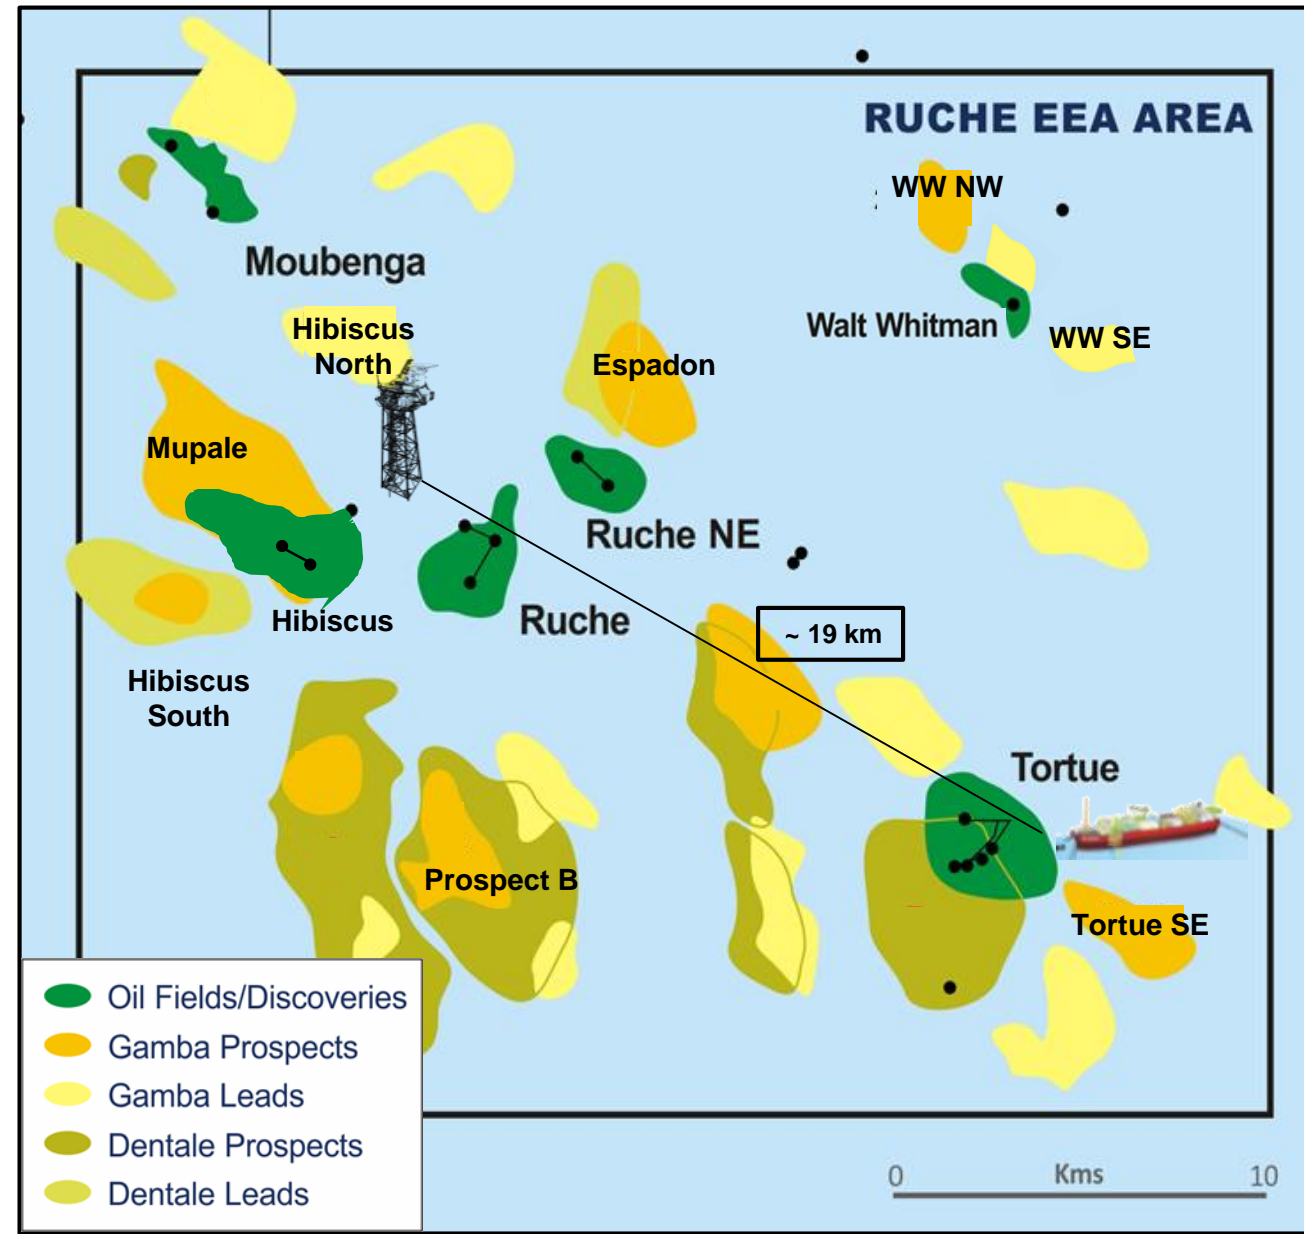 RUCHE EEA AREA
WW NW
Moubenga
Hibiscus
North
Walt Whitman
WW SE
Espadon
Mupale
Ruche NE
Hibiscus
Ruche
~ 19 km
Hibiscus
South
Tortue
Prospect B
Tortue SE
Oil Fields/Discoveries
Gamba Prospects
Gamba Leads
Dentale Prospects
Dentale Leads
0 Kms 10